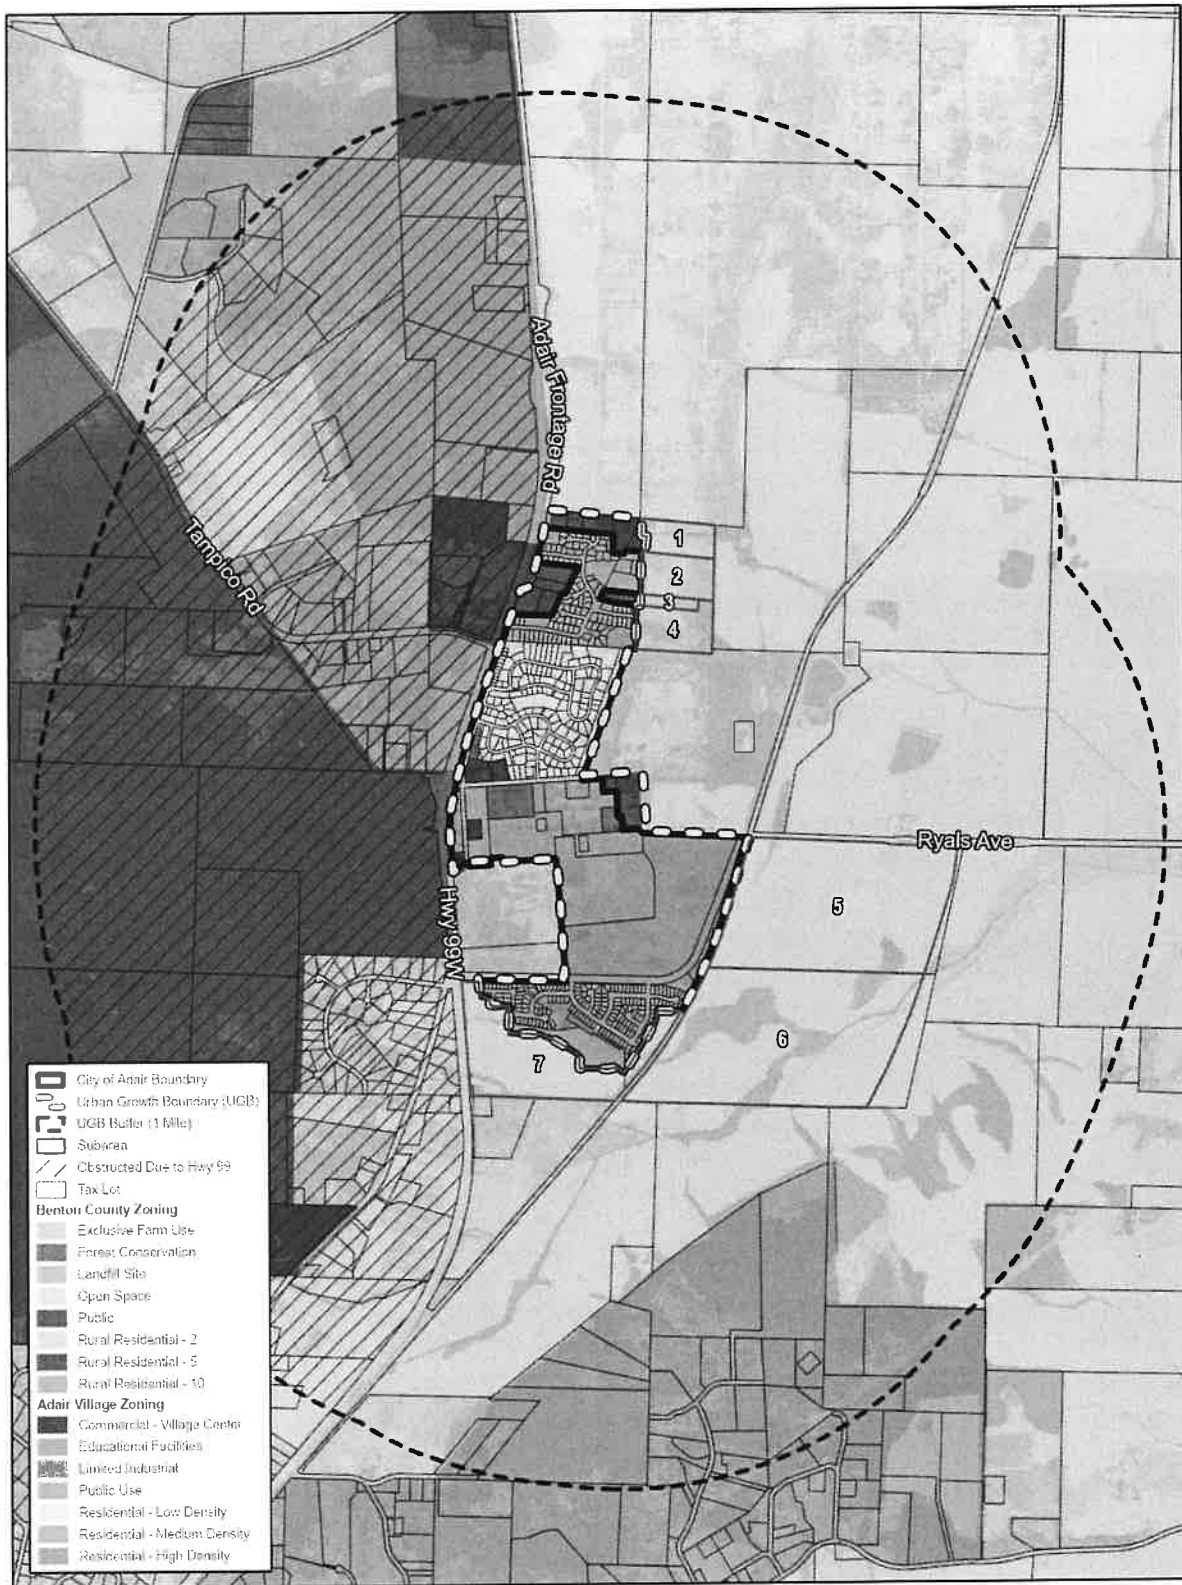 Adair Frontage Rd
Tampico Rd
1
2
3
4
Ryals Ave
5
Hwy 99W
6
7
City of Adair Boundary
Urban Growth Boundary (UGB)
UGB Buffer (1 Mile)
Subarea
Obstructed Due to Hwy 99
Tax Lot
Benton County Zoning
Exclusive Farm Use
Forest Conservation
Landfill Site
Open Space
Public
Rural Residential - 2
Rural Residential - 5
Rural Residential - 10
Adair Village Zoning
Commercial - Village Center
Educational Facilities
Limited Industrial
Public Use
Residential - Low Density
Residential - Medium Density
Residential - High Density